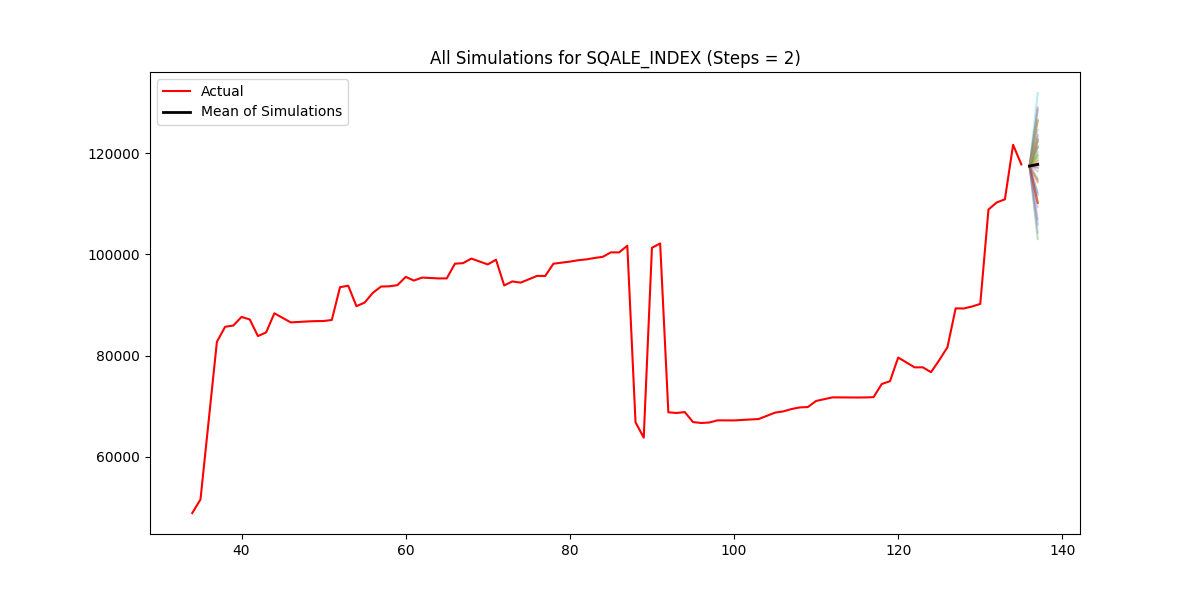 All Simulations for SQALE_INDEX (Steps = 2)
Actual
Mean of Simulations
120000
100000
80000
60000
40 60 80 100 120 140